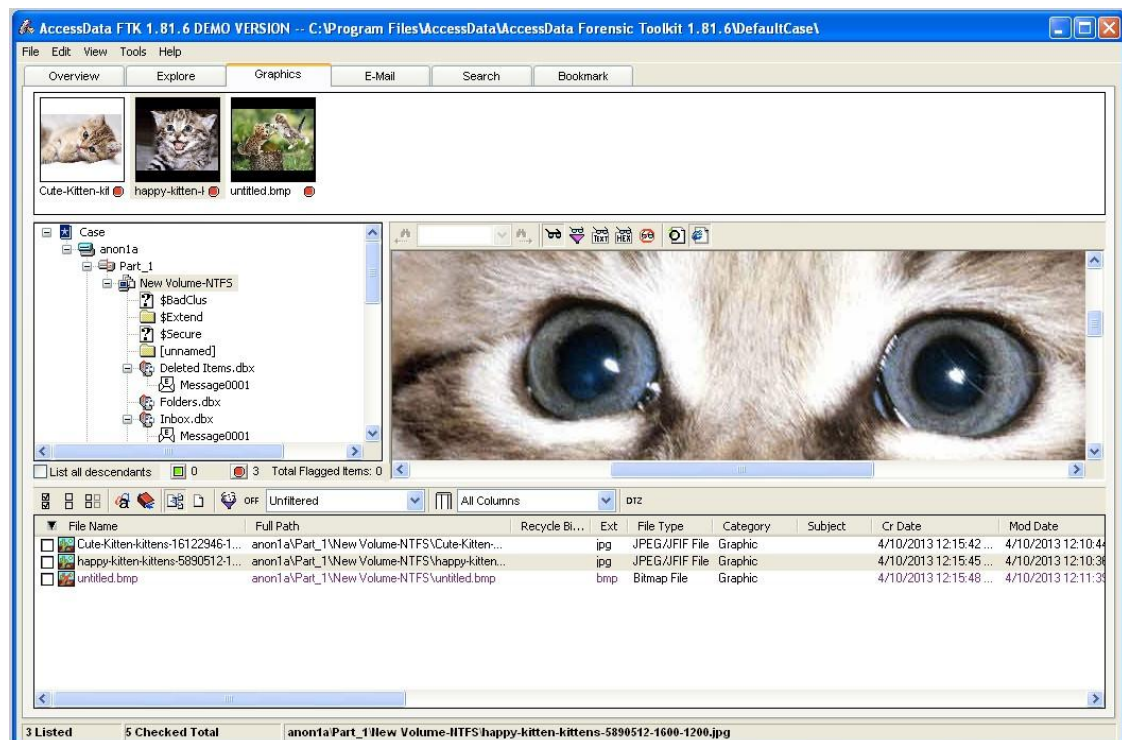 AccessData FTK 1.81.6 DEMO VERSION -- C:\Program Files\AccessData\AccessData Forensic Toolkit 1.81.6\DefaultCase\
File Edit View Tools Help
Overview Explore Graphics E-Mail Search Bookmark
Cute-Kitten-kit happy-kitten-k untitled.bmp
Case
anon1a
Part_1
New Volume-NTFS
$BadClus
$Extend
$Secure
[unnamed]
Deleted Items.dbx
Message0001
Folders.dbx
Inbox.dbx
Message0001
TEXT HEX
List all descendants 0 3 Total Flagged Items: 0
OFF Unfiltered All Columns DTZ
File Name Full Path Recycle Bi... Ext File Type Category Subject Cr Date Mod Date
Cute-Kitten-kittens-16122946-1... anon1a\Part_1\New Volume-NTFS\Cute-Kitten-... jpg JPEG/JFIF File Graphic 4/10/2013 12:15:42 ... 4/10/2013 12:10:44
happy-kitten-kittens-5890512-1... anon1a\Part_1\New Volume-NTFS\happy-kitten... jpg JPEG/JFIF File Graphic 4/10/2013 12:15:45 ... 4/10/2013 12:10:36
untitled.bmp anon1a\Part_1\New Volume-NTFS\untitled.bmp bmp Bitmap File Graphic 4/10/2013 12:15:48 ... 4/10/2013 12:11:39
3 Listed 5 Checked Total anon1a\Part_1\New Volume-NTFS\happy-kitten-kittens-5890512-1600-1200.jpg